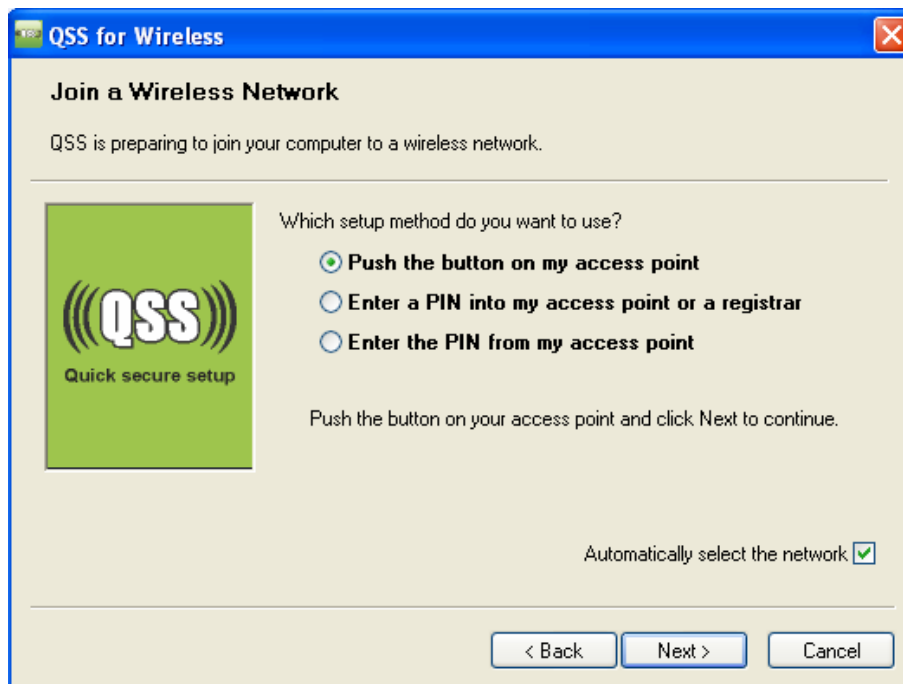 QSS for Wireless
Join a Wireless Network
QSS is preparing to join your computer to a wireless network.
Which setup method do you want to use?
Push the button on my access point
Enter a PIN into my access point or a registrar
Enter the PIN from my access point
(((QSS)))
Quick secure setup
Push the button on your access point and click Next to continue.
Automatically select the network
< Back
Next >
Cancel